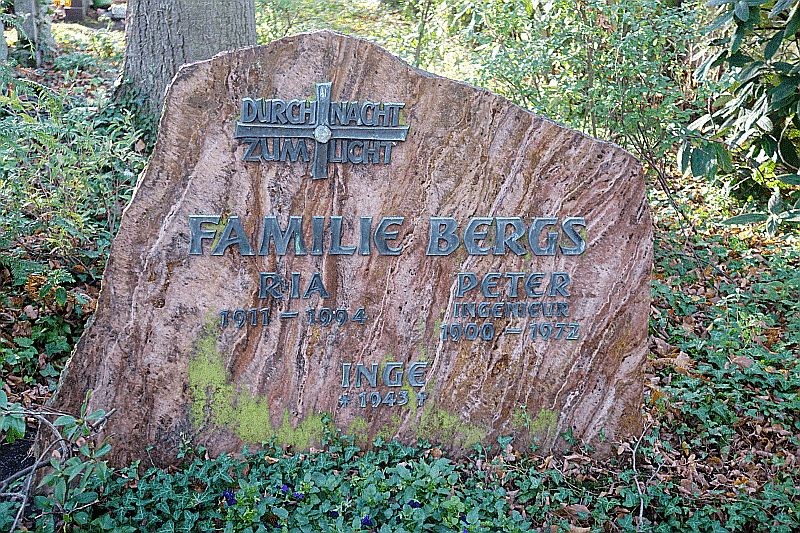 DURCH NACHT
ZUM LICHT
FAMILIE BERGS
RIA
1911 – 1994
PETER
INGENIEUR
1900 – 1972
INGE
* 1943 †